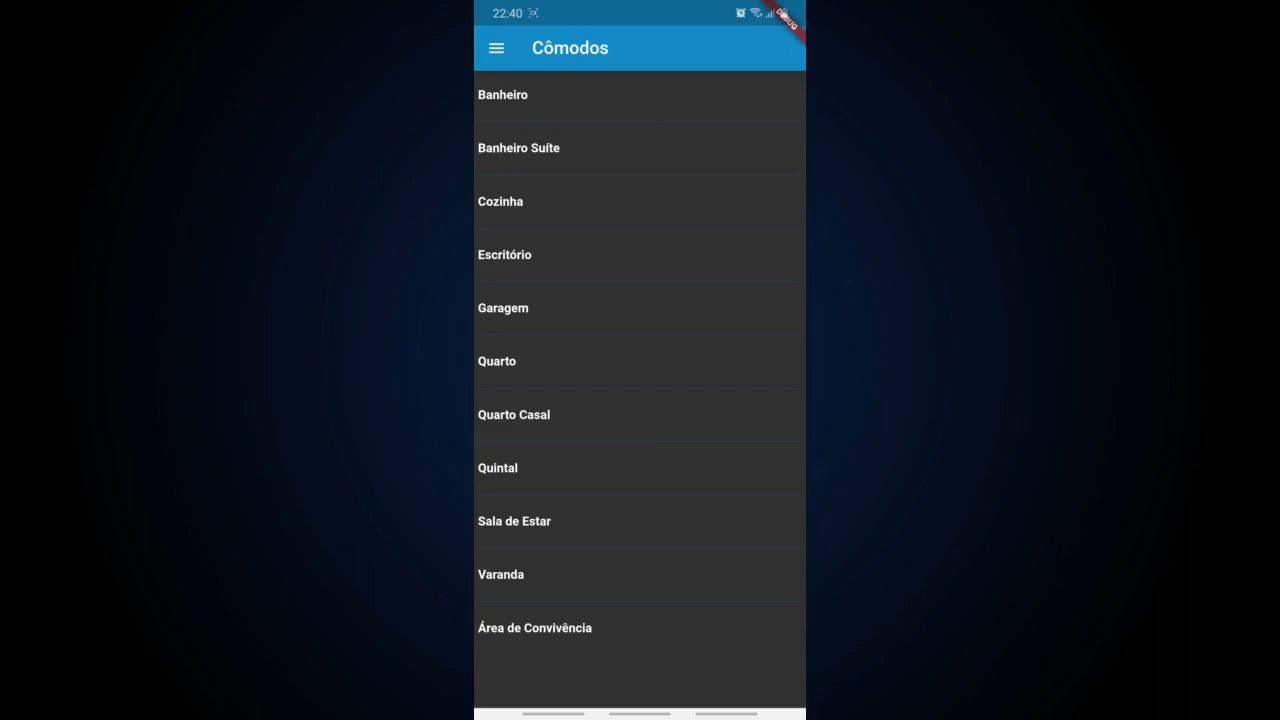 22:40
DEBUG
Cômodos
Banheiro
Banheiro Suíte
Cozinha
Escritório
Garagem
Quarto
Quarto Casal
Quintal
Sala de Estar
Varanda
Área de Convivência